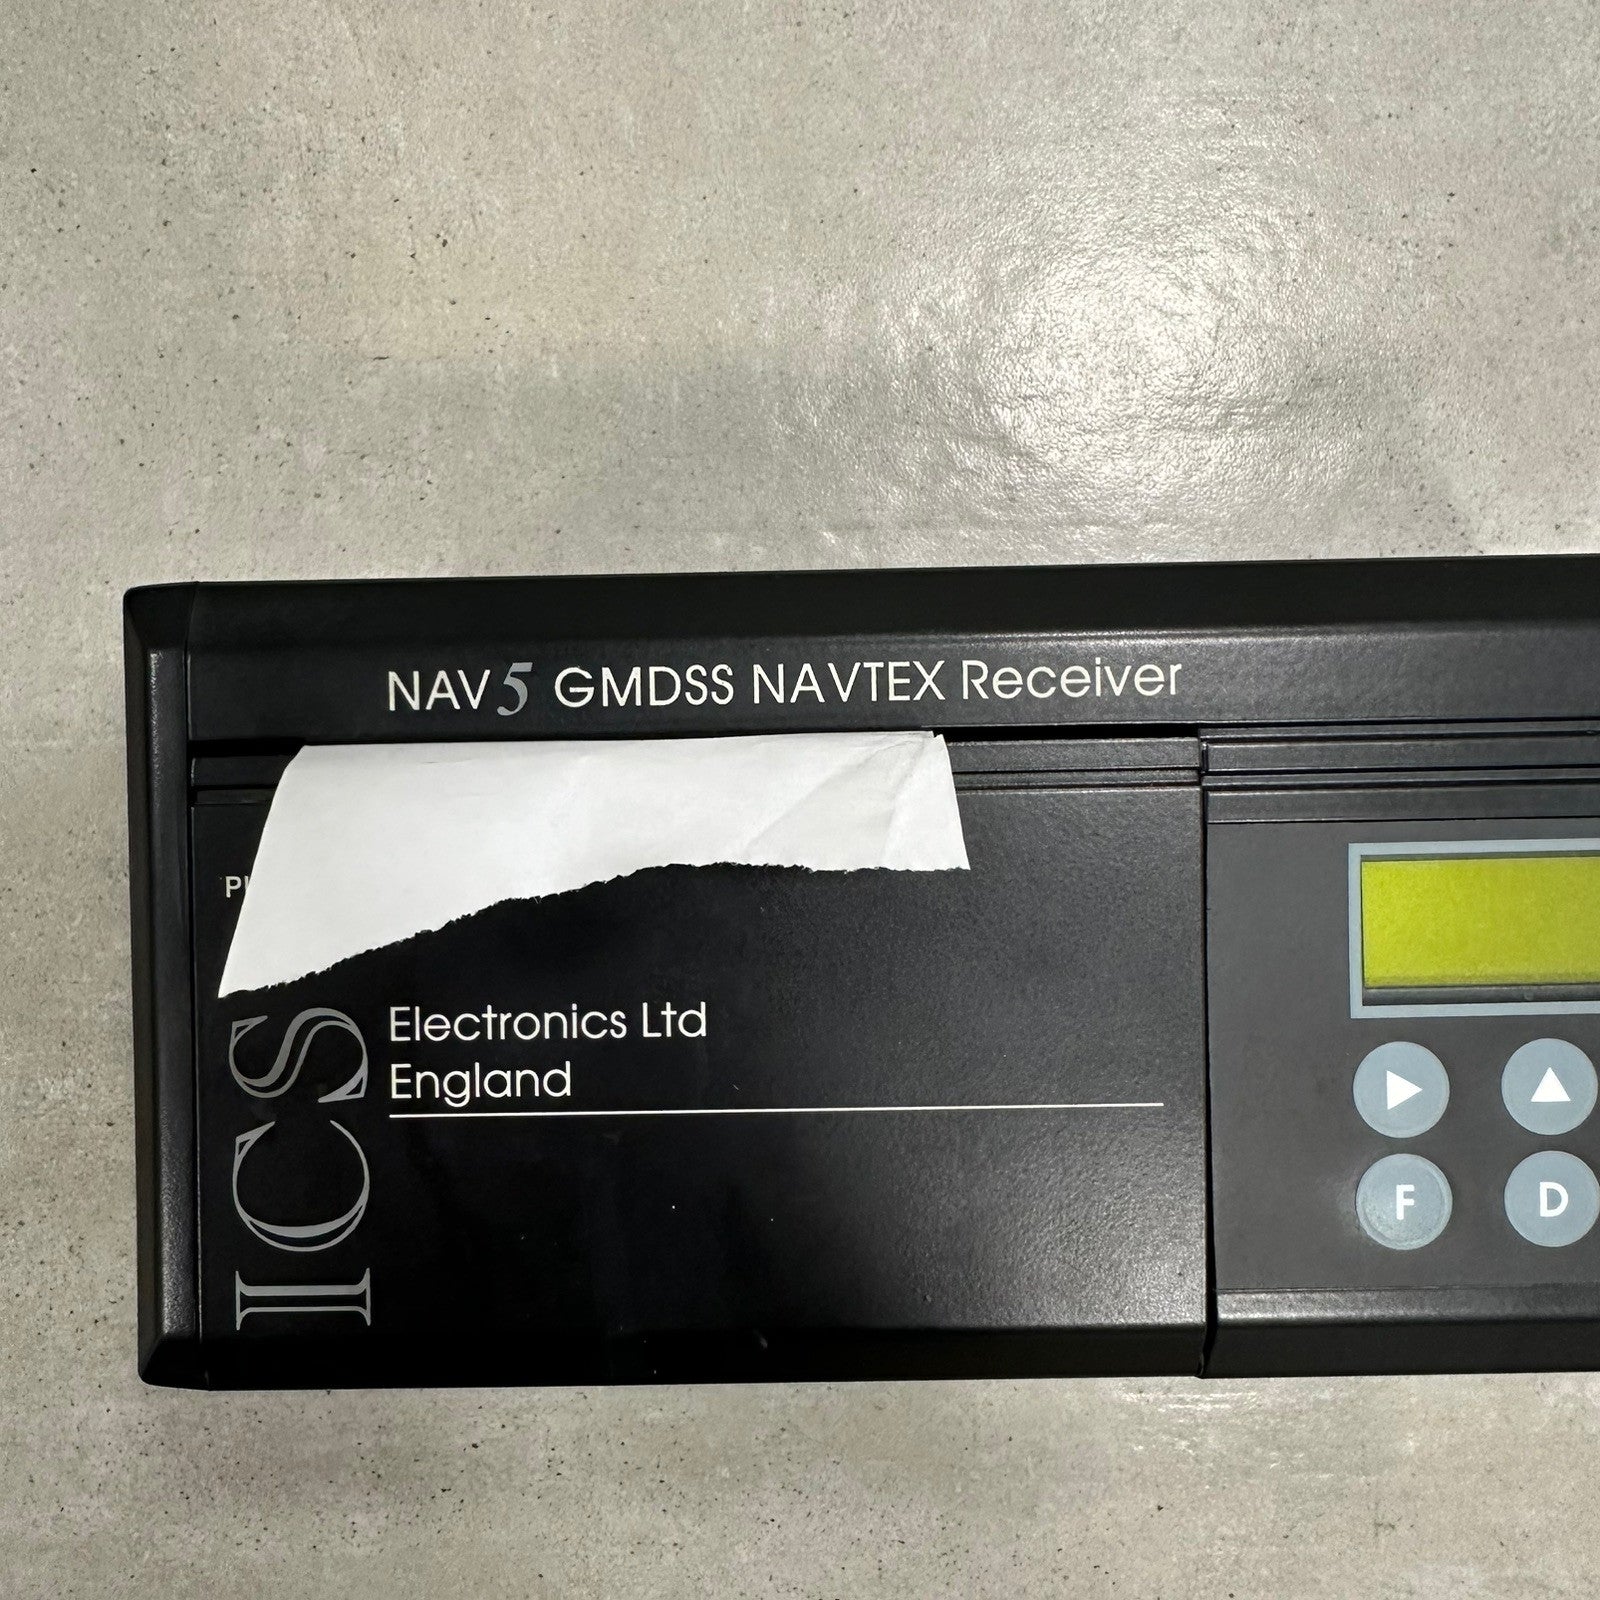 NAV5 GMDSS NAVTEX Receiver
ICS
Electronics Ltd
England
F
D